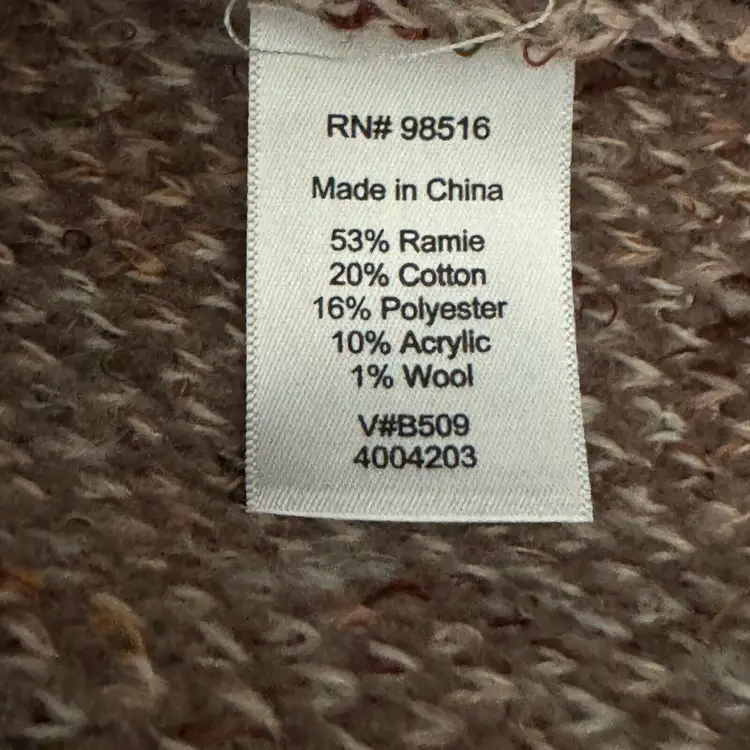 RN# 98516
Made in China
53% Ramie
20% Cotton
16% Polyester
10% Acrylic
1% Wool
V#B509
4004203